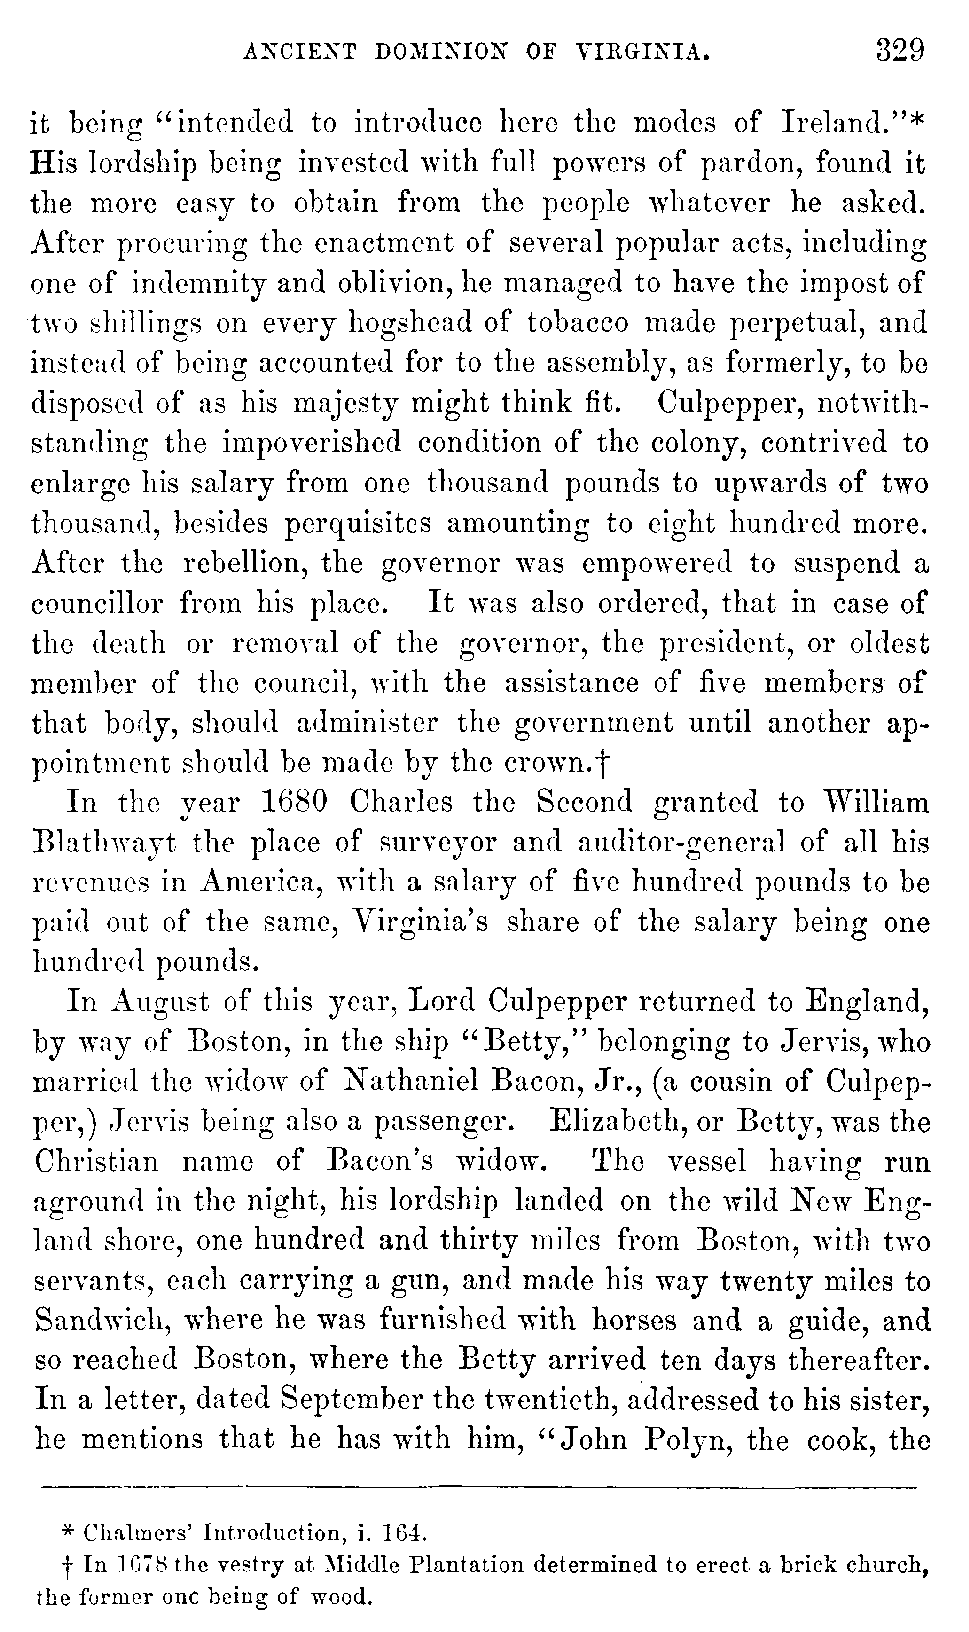 ANCIENT DOMINION OF VIRGINIA. 329
it being "intended to introduce here the modes of Ireland."*
His lordship being invested with full powers of pardon, found it
the more easy to obtain from the people whatever he asked.
After procuring the enactment of several popular acts, including
one of indemnity and oblivion, he managed to have the impost of
two shillings on every hogshead of tobacco made perpetual, and
instead of being accounted for to the assembly, as formerly, to be
disposed of as his majesty might think fit. Culpepper, notwith-
standing the impoverished condition of the colony, contrived to
enlarge his salary from one thousand pounds to upwards of two
thousand, besides perquisites amounting to eight hundred more.
After the rebellion, the governor was empowered to suspend a
councillor from his place. It was also ordered, that in case of
the death or removal of the governor, the president, or oldest
member of the council, with the assistance of five members of
that body, should administer the government until another ap-
pointment should be made by the crown.†
In the year 1680 Charles the Second granted to William
Blathwayt the place of surveyor and auditor-general of all his
revenues in America, with a salary of five hundred pounds to be
paid out of the same, Virginia's share of the salary being one
hundred pounds.
In August of this year, Lord Culpepper returned to England,
by way of Boston, in the ship "Betty," belonging to Jervis, who
married the widow of Nathaniel Bacon, Jr., (a cousin of Culpep-
per,) Jervis being also a passenger. Elizabeth, or Betty, was the
Christian name of Bacon's widow. The vessel having run
aground in the night, his lordship landed on the wild New Eng-
land shore, one hundred and thirty miles from Boston, with two
servants, each carrying a gun, and made his way twenty miles to
Sandwich, where he was furnished with horses and a guide, and
so reached Boston, where the Betty arrived ten days thereafter.
In a letter, dated September the twentieth, addressed to his sister,
he mentions that he has with him, "John Polyn, the cook, the
* Chalmers' Introduction, i. 164.
† In 1678 the vestry at Middle Plantation determined to erect a brick church,
the former one being of wood.